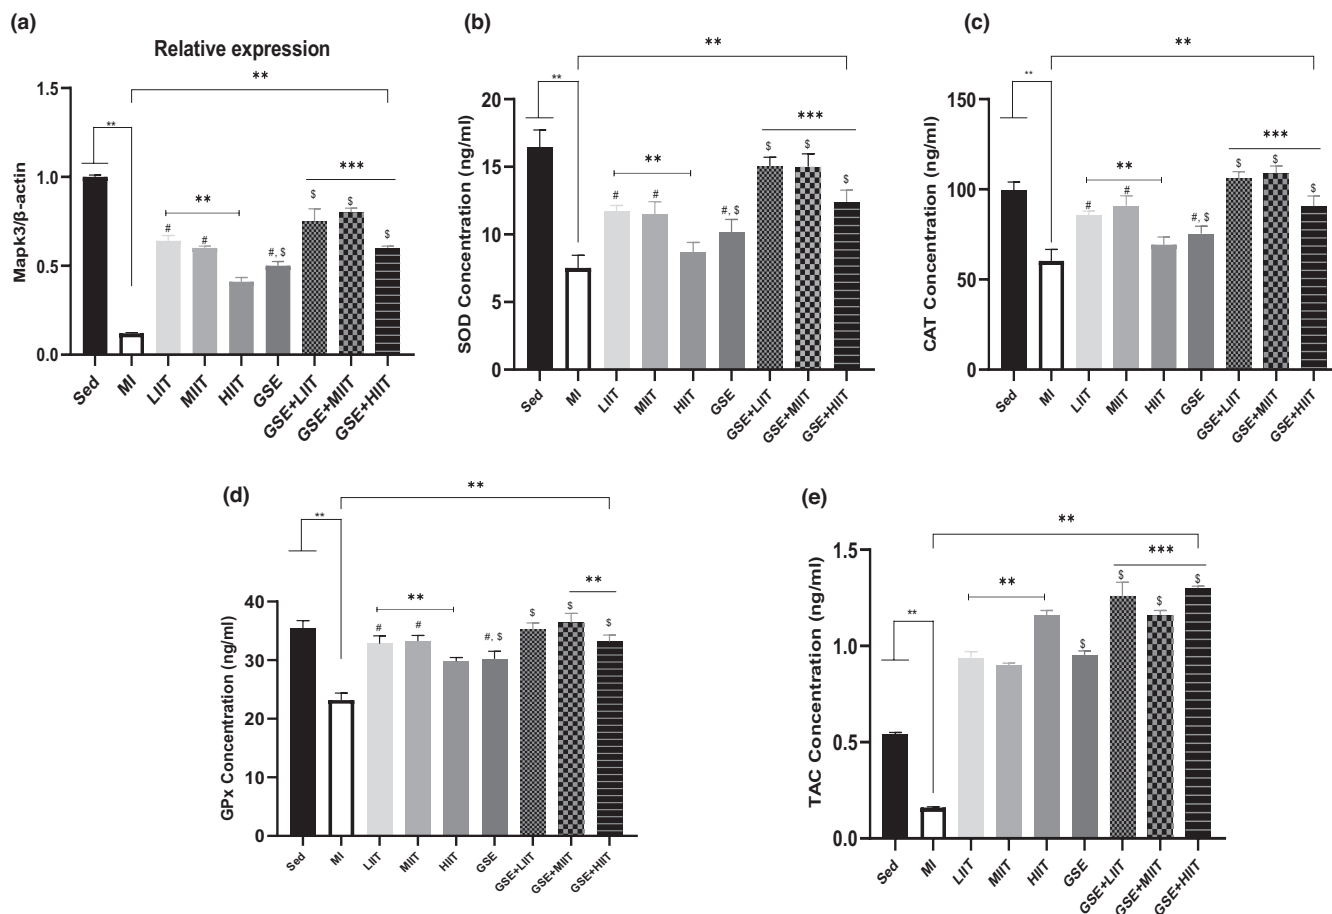 (a)
Relative expression
**
**
**
***
#
#
#, $
$
$
$
Mapk3/β-actin
1.5
1.0
0.5
0.0
Sed
MI
LIIT
MIIT
HIIT
GSE
GSE+LIIT
GSE+MIIT
GSE+HIIT
(b)
**
**
**
***
#
#
#, $
$
$
$
SOD Concentration (ng/ml)
20
15
10
5
0
Sed
MI
LIIT
MIIT
HIIT
GSE
GSE+LIIT
GSE+MIIT
GSE+HIIT
(c)
**
**
**
***
#
#
#, $
$
$
$
CAT Concentration (ng/ml)
150
100
50
0
Sed
MI
LIIT
MIIT
HIIT
GSE
GSE+LIIT
GSE+MIIT
GSE+HIIT
(d)
**
**
**
**
#
#
#, $
$
$
$
GPx Concentration (ng/ml)
40
30
20
10
0
Sed
MI
LIIT
MIIT
HIIT
GSE
GSE+LIIT
GSE+MIIT
GSE+HIIT
(e)
**
**
**
***
$
$
$
$
TAC Concentration (ng/ml)
1.5
1.0
0.5
0.0
Sed
MI
LIIT
MIIT
HIIT
GSE
GSE+LIIT
GSE+MIIT
GSE+HIIT